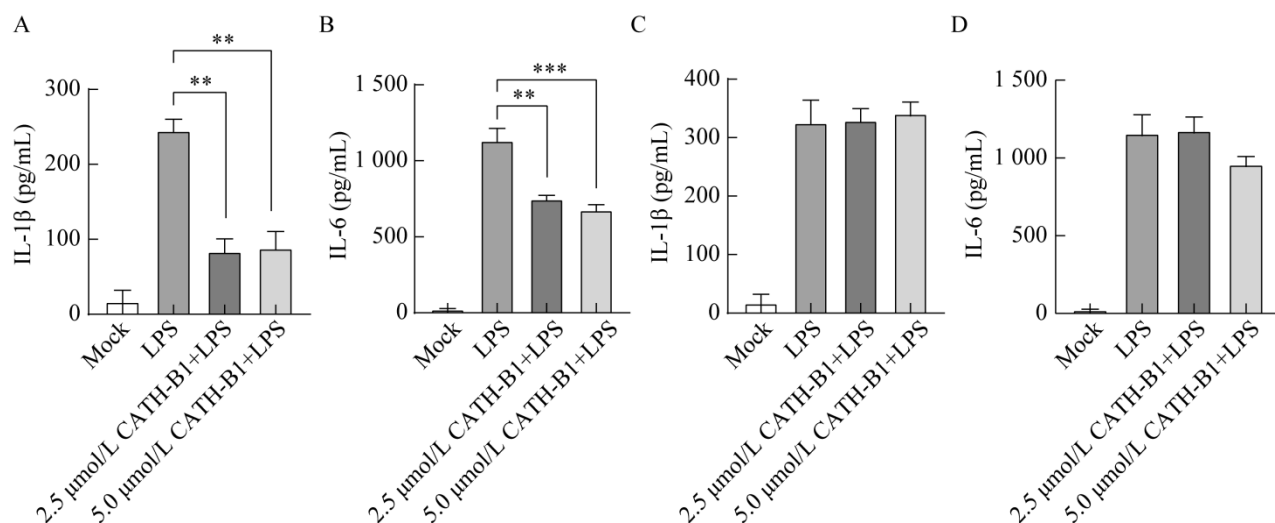 A
IL-1β (pg/mL)
300
200
100
0
**
**
Mock
LPS
2.5 μmol/L CATH-B1+LPS
5.0 μmol/L CATH-B1+LPS
B
IL-6 (pg/mL)
1 500
1 000
500
0
***
**
Mock
LPS
2.5 μmol/L CATH-B1+LPS
5.0 μmol/L CATH-B1+LPS
C
IL-1β (pg/mL)
400
300
200
100
0
Mock
LPS
2.5 μmol/L CATH-B1+LPS
5.0 μmol/L CATH-B1+LPS
D
IL-6 (pg/mL)
1 500
1 000
500
0
Mock
LPS
2.5 μmol/L CATH-B1+LPS
5.0 μmol/L CATH-B1+LPS